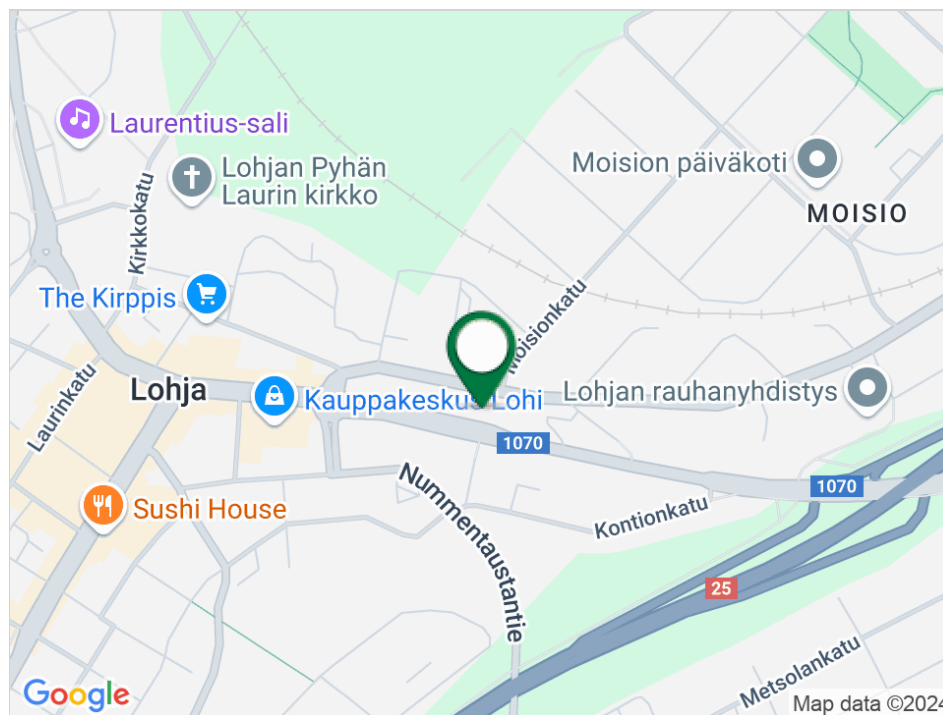 Laurentius-sali
Lohjan Pyhän
Laurin kirkko
Moision päiväkoti
MOISIO
Kirkkokatu
The Kirppis
Moisionkatu
Lohja
Laurinkatu
Kauppakeskus Lohi
Lohjan rauhanyhdistys
1070
1070
Sushi House
Nummentaustantie
Kontionkatu
25
Metsolankatu
Google
Map data ©2024